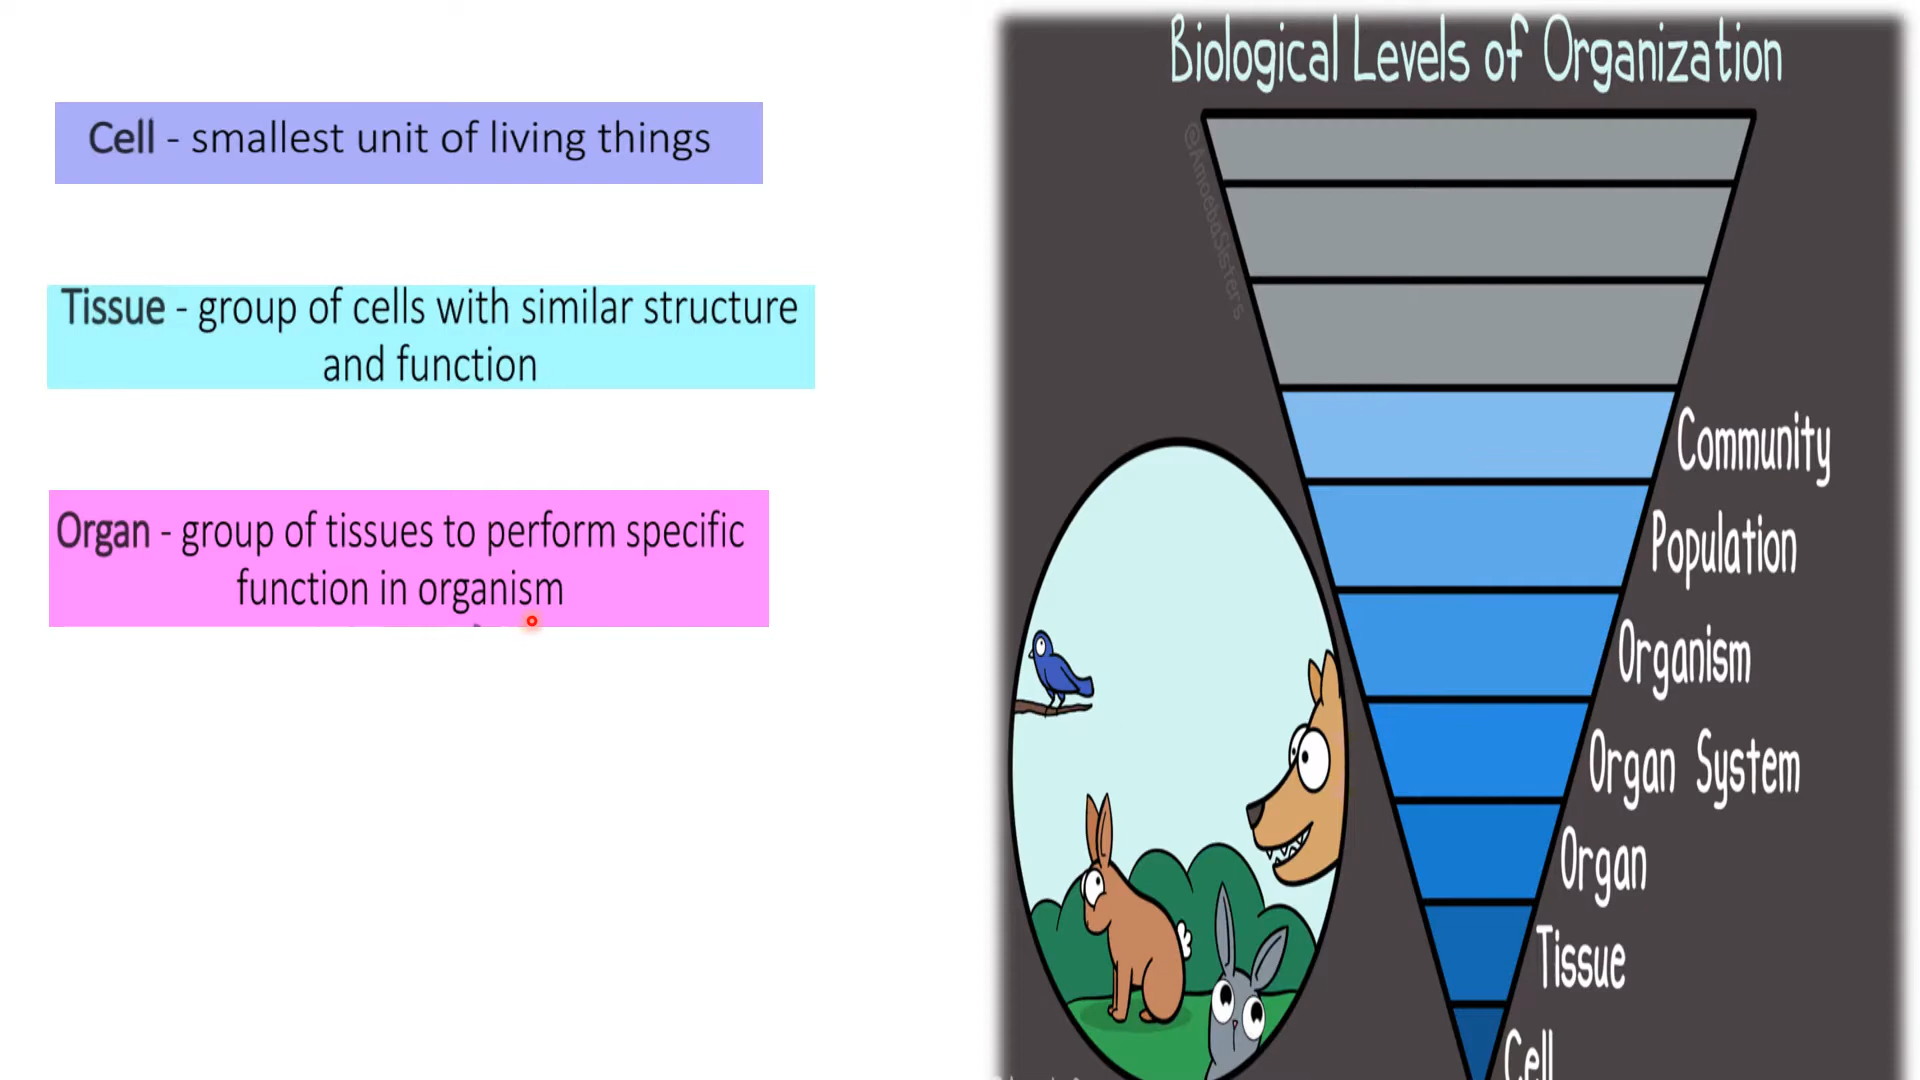 Cell - smallest unit of living things
Tissue - group of cells with similar structure
and function
Organ - group of tissues to perform specific
function in organism
Biological Levels of Organization
@AmoebaSisters
Community
Population
Organism
Organ System
Organ
Tissue
Cell